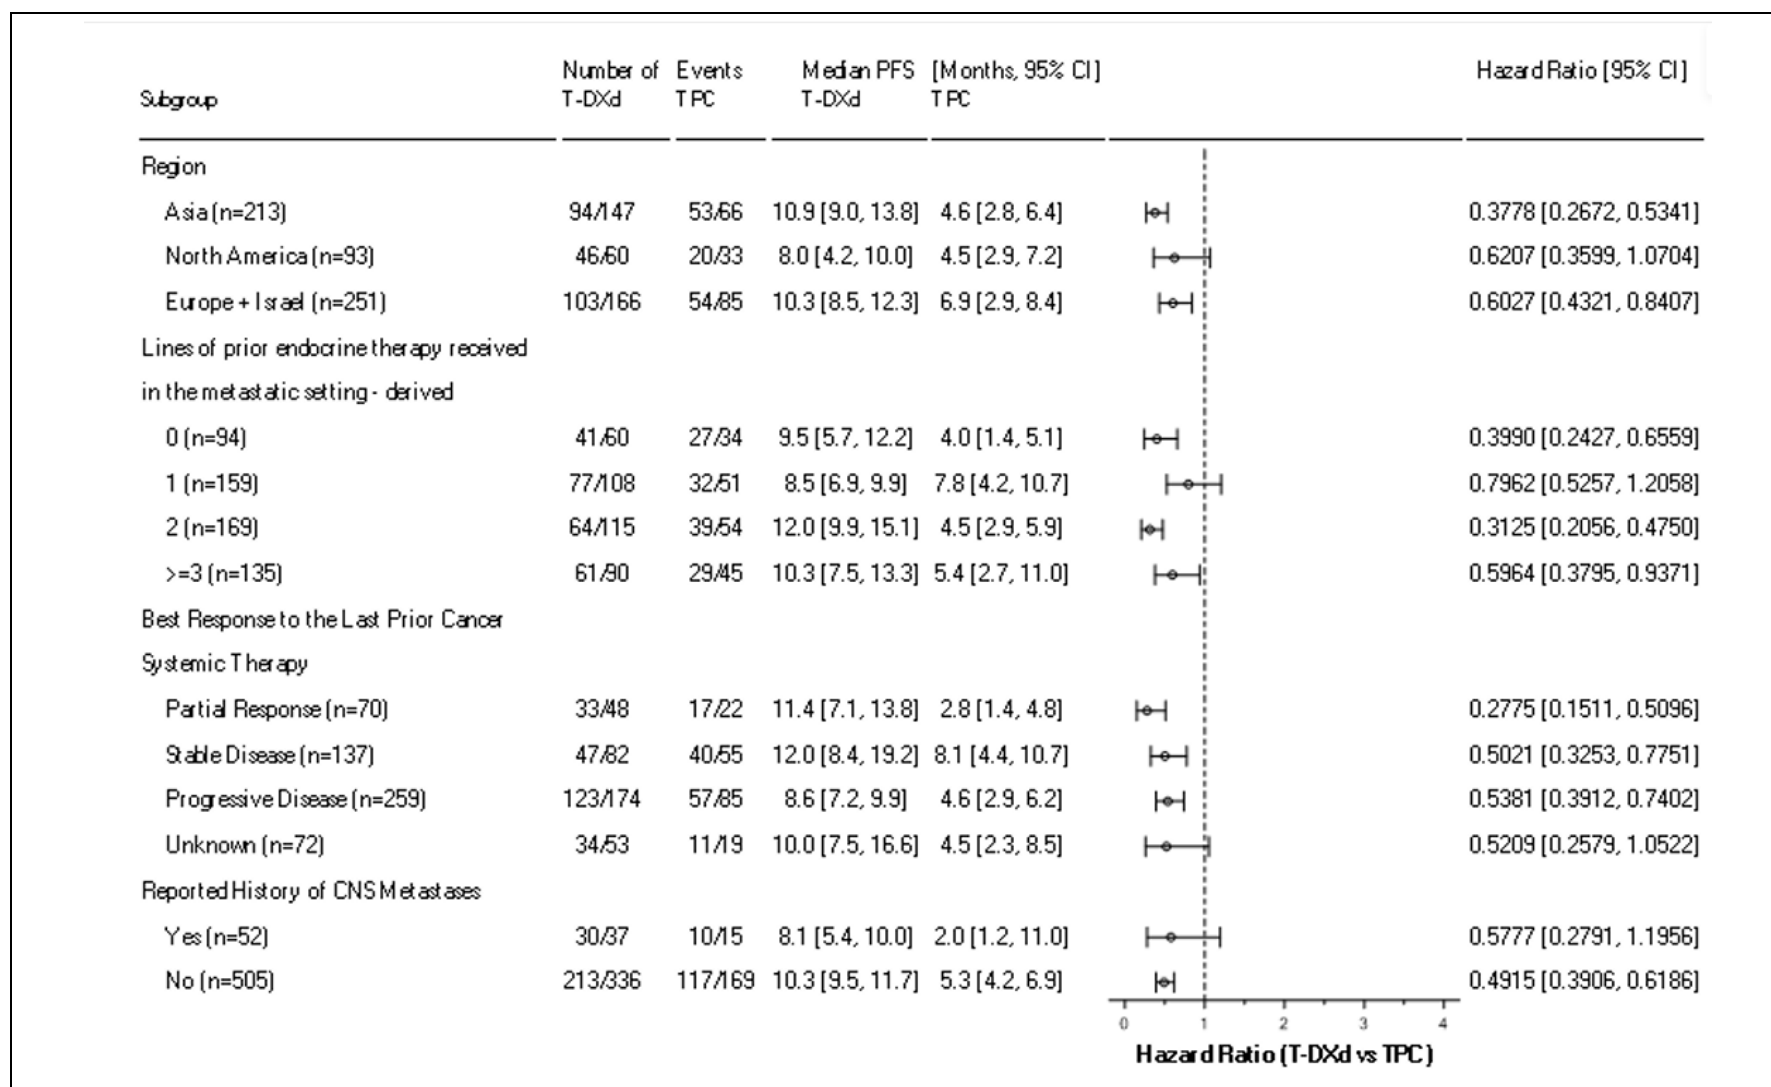 Number of Events Median PFS [Months, 95% CI] Hazard Ratio [95% CI]
Subgroup T-DXd TPC T-DXd TPC
Region
Asia (n=213) 94/147 53/66 10.9 [9.0, 13.8] 4.6 [2.8, 6.4] 0.3778 [0.2672, 0.5341]
North America (n=93) 46/60 20/33 8.0 [4.2, 10.0] 4.5 [2.9, 7.2] 0.6207 [0.3599, 1.0704]
Europe + Israel (n=251) 103/166 54/85 10.3 [8.5, 12.3] 6.9 [2.9, 8.4] 0.6027 [0.4321, 0.8407]
Lines of prior endocrine therapy received
in the metastatic setting - derived
0 (n=94) 41/60 27/34 9.5 [5.7, 12.2] 4.0 [1.4, 5.1] 0.3990 [0.2427, 0.6559]
1 (n=159) 77/108 32/51 8.5 [6.9, 9.9] 7.8 [4.2, 10.7] 0.7962 [0.5257, 1.2058]
2 (n=169) 64/115 39/54 12.0 [9.9, 15.1] 4.5 [2.9, 5.9] 0.3125 [0.2056, 0.4750]
>=3 (n=135) 61/90 29/45 10.3 [7.5, 13.3] 5.4 [2.7, 11.0] 0.5964 [0.3795, 0.9371]
Best Response to the Last Prior Cancer
Systemic Therapy
Partial Response (n=70) 33/48 17/22 11.4 [7.1, 13.8] 2.8 [1.4, 4.8] 0.2775 [0.1511, 0.5096]
Stable Disease (n=137) 47/82 40/55 12.0 [8.4, 19.2] 8.1 [4.4, 10.7] 0.5021 [0.3253, 0.7751]
Progressive Disease (n=259) 123/174 57/85 8.6 [7.2, 9.9] 4.6 [2.9, 6.2] 0.5381 [0.3912, 0.7402]
Unknown (n=72) 34/53 11/19 10.0 [7.5, 16.6] 4.5 [2.3, 8.5] 0.5209 [0.2579, 1.0522]
Reported History of CNS Metastases
Yes (n=52) 30/37 10/15 8.1 [5.4, 10.0] 2.0 [1.2, 11.0] 0.5777 [0.2791, 1.1956]
No (n=505) 213/336 117/169 10.3 [9.5, 11.7] 5.3 [4.2, 6.9] 0.4915 [0.3906, 0.6186]
0 1 2 3 4
Hazard Ratio (T-DXd vs TPC)